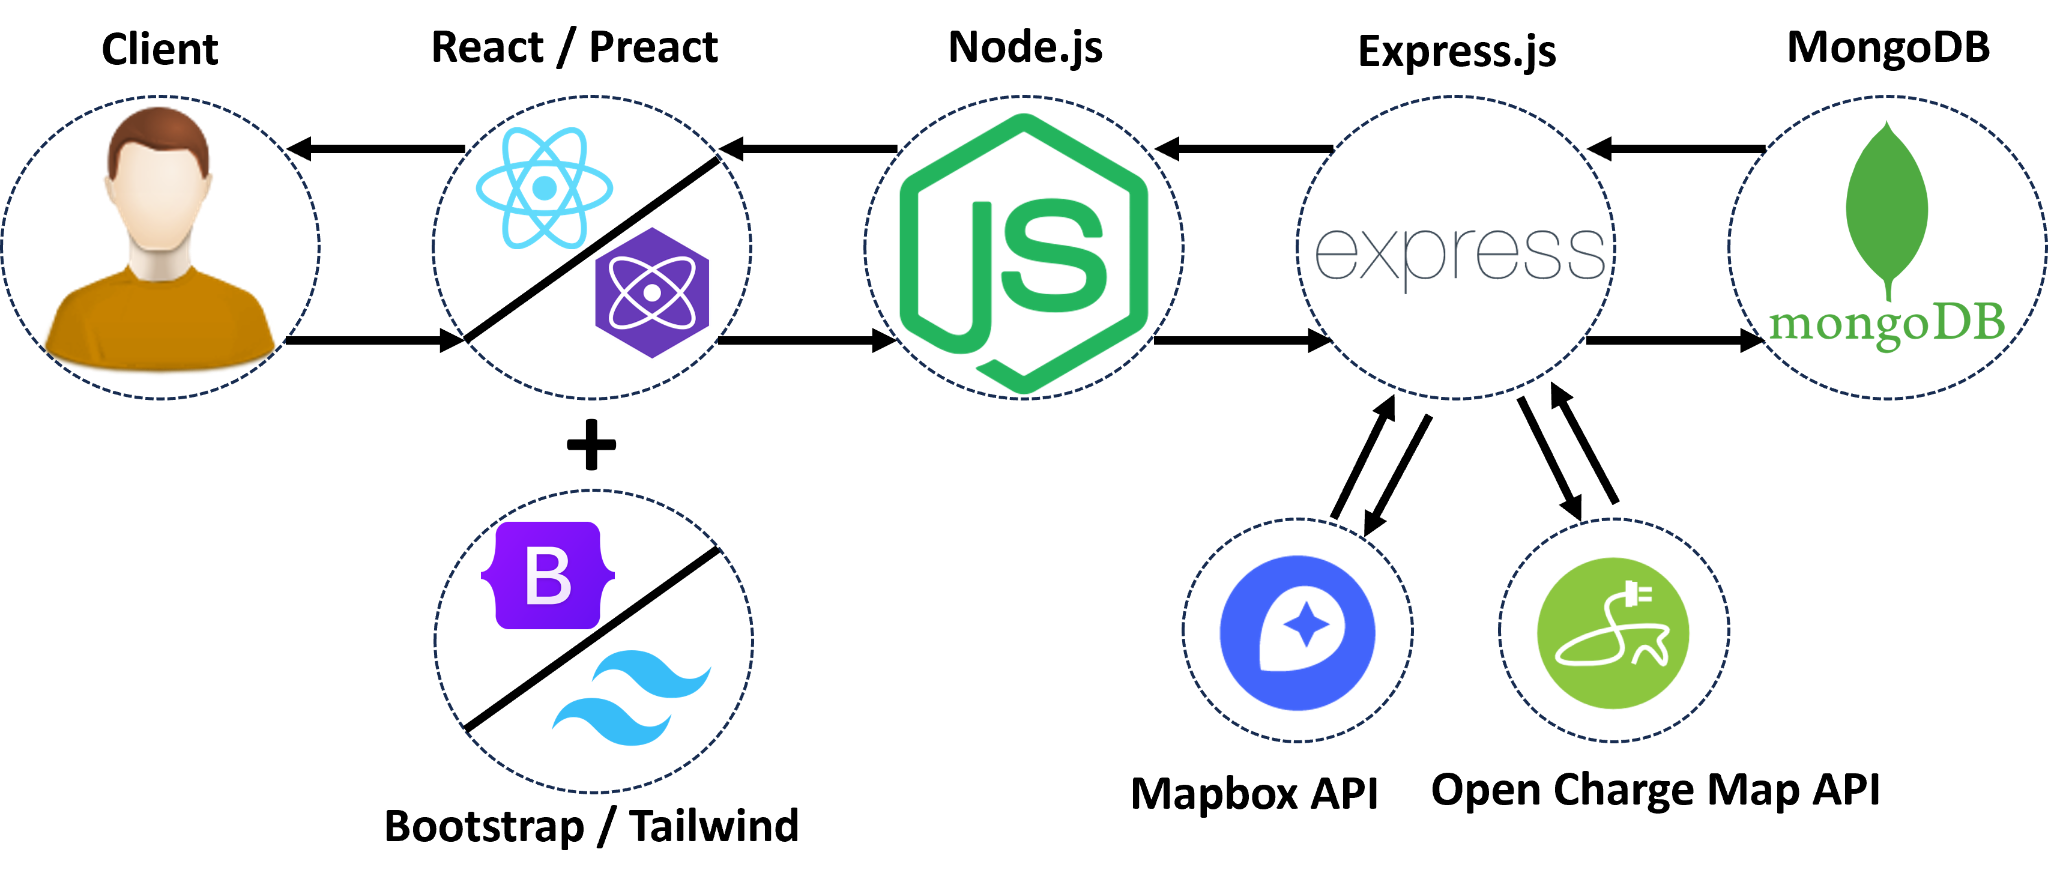 Client
React / Preact
Node.js
Express.js
MongoDB
JS
express
mongoDB
B
Bootstrap / Tailwind
Mapbox API
Open Charge Map API